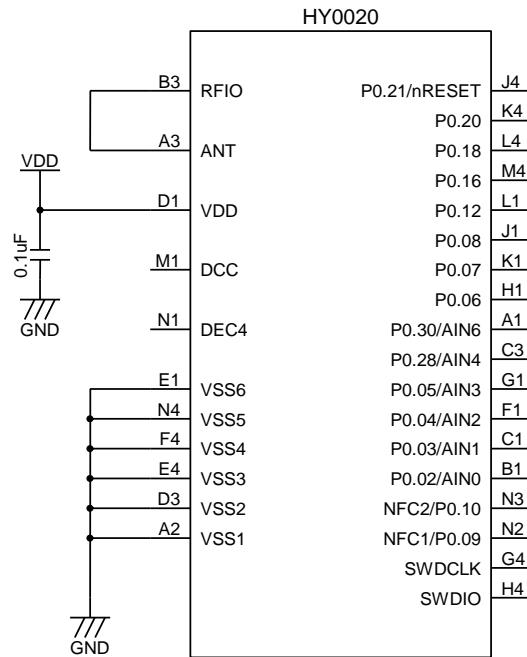 HY0020
B3 RFIO P0.21/nRESET J4
P0.20 K4
A3 ANT P0.18 L4
VDD P0.16 M4
D1 VDD P0.12 L1
P0.08 J1
0.1uF M1 DCC P0.07 K1
P0.06 H1
GND N1 DEC4 P0.30/AIN6 A1
P0.28/AIN4 C3
E1 VSS6 P0.05/AIN3 G1
N4 VSS5 P0.04/AIN2 F1
F4 VSS4 P0.03/AIN1 C1
E4 VSS3 P0.02/AIN0 B1
D3 VSS2 NFC2/P0.10 N3
A2 VSS1 NFC1/P0.09 N2
SWDCLK G4
SWDIO H4
GND